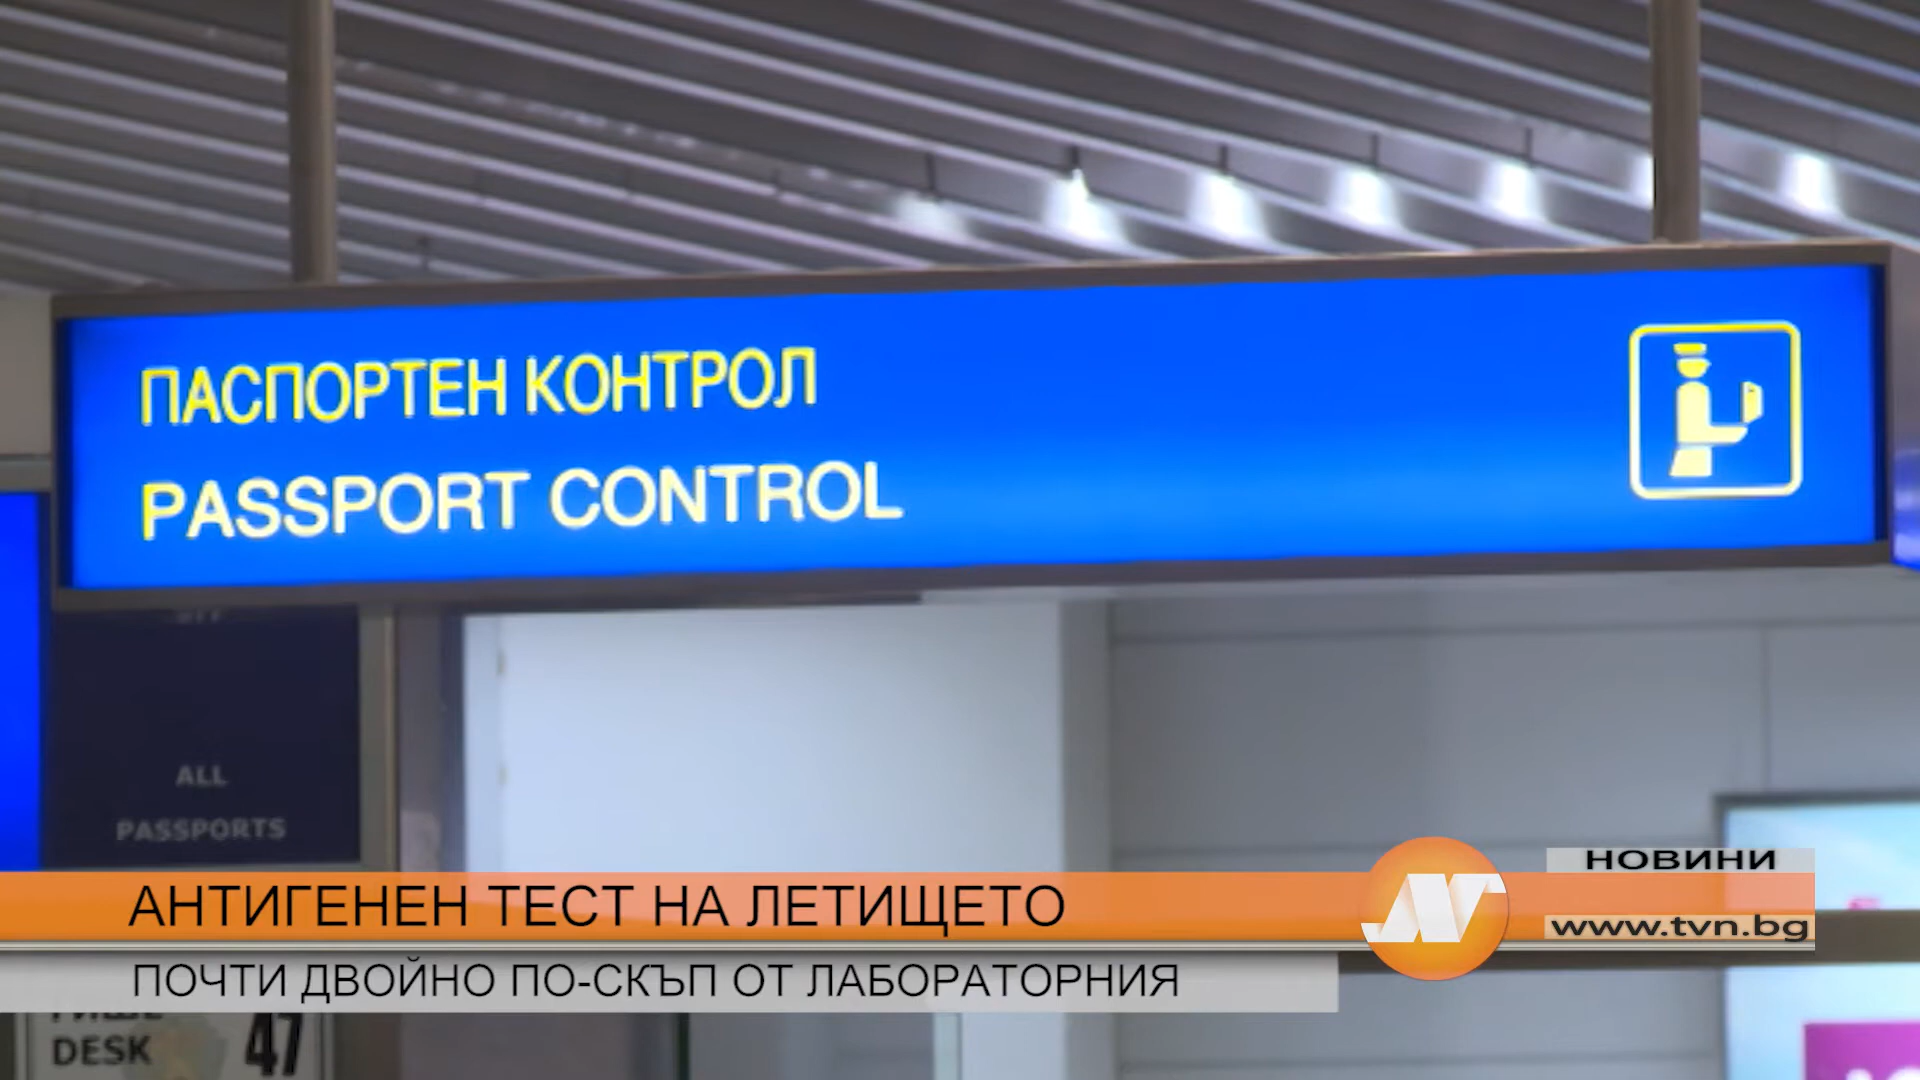 ПАСПОРТЕН КОНТРОЛ
PASSPORT CONTROL
ALL
PASSPORTS
НОВИНИ
АНТИГЕНЕН ТЕСТ НА ЛЕТИЩЕТО
www.tvn.bg
ПОЧТИ ДВОЙНО ПО-СКЪП ОТ ЛАБОРАТОРНИЯ
ГИШЕ
DESK 47